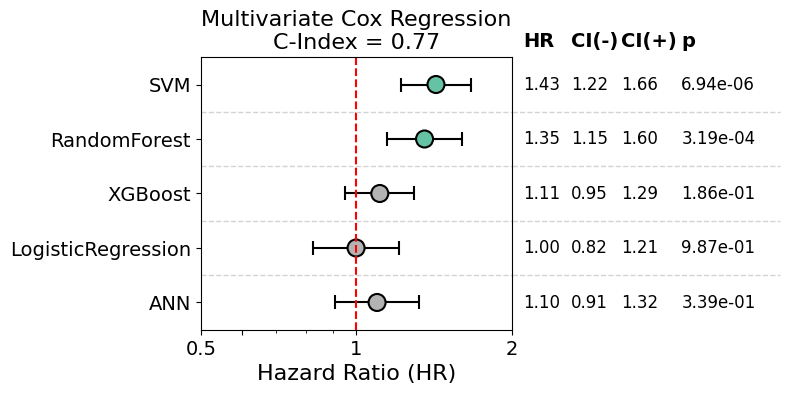 Multivariate Cox Regression
C-Index = 0.77
HR CI(-) CI(+) p
SVM 1.43 1.22 1.66 6.94e-06
RandomForest 1.35 1.15 1.60 3.19e-04
XGBoost 1.11 0.95 1.29 1.86e-01
LogisticRegression 1.00 0.82 1.21 9.87e-01
ANN 1.10 0.91 1.32 3.39e-01
0.5 1 2
Hazard Ratio (HR)